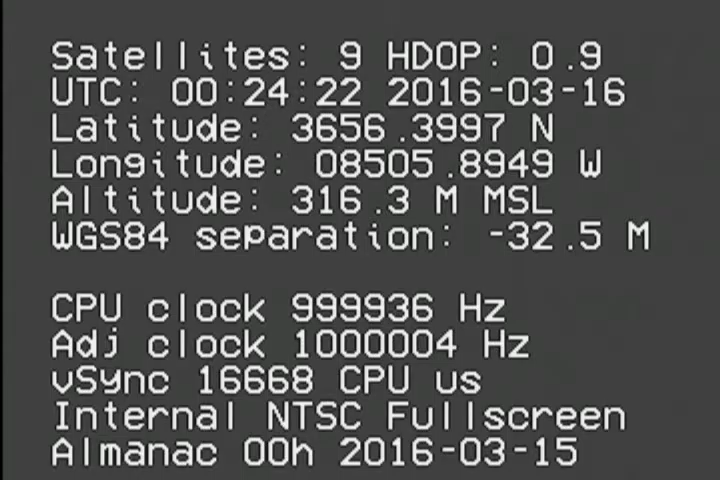 Satellites: 9 HDOP: 0.9
UTC: 00:24:22 2016-03-16
Latitude: 3656.3997 N
Longitude: 08505.8949 W
Altitude: 316.3 M MSL
WGS84 separation: -32.5 M
CPU clock 999936 Hz
Adj clock 1000004 Hz
vSync 16668 CPU us
Internal NTSC Fullscreen
Almanac 00h 2016-03-15